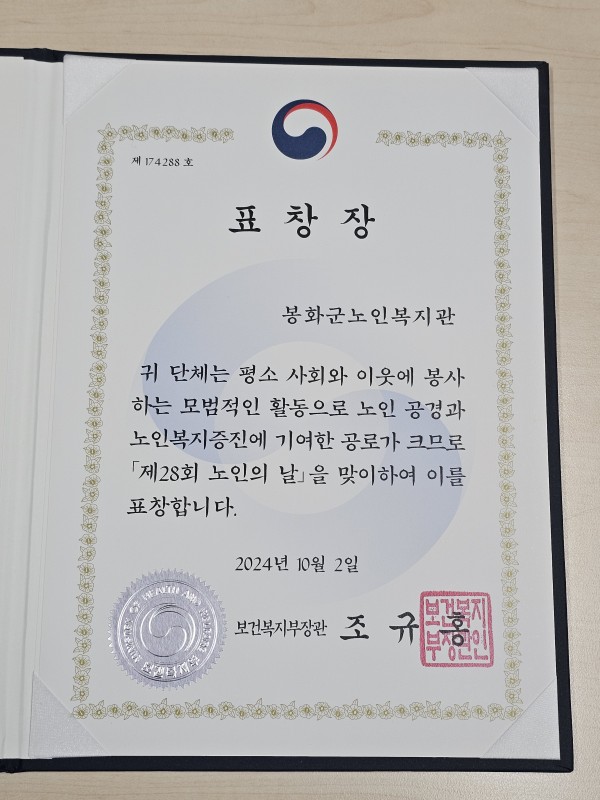 제 174288 호
표 창 장
봉화군노인복지관
귀 단체는 평소 사회와 이웃에 봉사
하는 모범적인 활동으로 노인 공경과
노인복지증진에 기여한 공로가 크므로
「제28회 노인의 날」을 맞이하여 이를
표창합니다.
2024년 10월 2일
보건복지부장관 조 규 홍
보건복지
부장관인